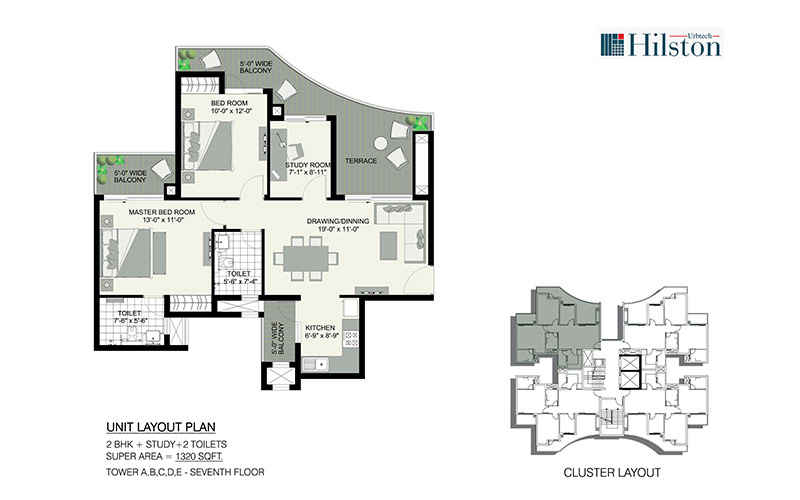 Urbtech
Hilston
5'-0" WIDE
BALCONY
BED ROOM
10'-0" x 12'-0"
STUDY ROOM
7'-1" x 8'-11"
TERRACE
5'-0" WIDE
BALCONY
MASTER BED ROOM
13'-0" x 11'-0"
DRAWING/DINNING
19'-0" x 11'-0"
TOILET
5'-6" x 7'-4"
TOILET
7'-6" x 5'-6"
5'-0" WIDE
BALCONY
KITCHEN
6'-9" x 8'-9"
UNIT LAYOUT PLAN
2 BHK + STUDY+2 TOILETS
SUPER AREA = 1320 SQFT.
TOWER A,B,C,D,E - SEVENTH FLOOR
CLUSTER LAYOUT